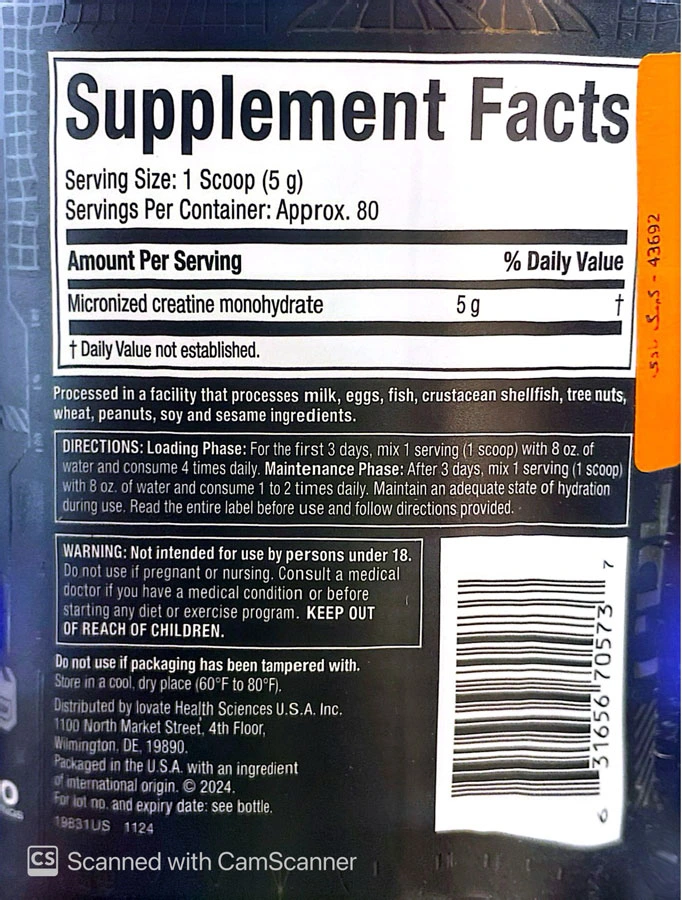 Supplement Facts
Serving Size: 1 Scoop (5 g)
Servings Per Container: Approx. 80
Amount Per Serving % Daily Value
Micronized creatine monohydrate 5 g †
† Daily Value not established.
Processed in a facility that processes milk, eggs, fish, crustacean shellfish, tree nuts,
wheat, peanuts, soy and sesame ingredients.
DIRECTIONS: Loading Phase: For the first 3 days, mix 1 serving (1 scoop) with 8 oz. of
water and consume 4 times daily. Maintenance Phase: After 3 days, mix 1 serving (1 scoop)
with 8 oz. of water and consume 1 to 2 times daily. Maintain an adequate state of hydration
during use. Read the entire label before use and follow directions provided.
WARNING: Not intended for use by persons under 18.
Do not use if pregnant or nursing. Consult a medical
doctor if you have a medical condition or before
starting any diet or exercise program. KEEP OUT
OF REACH OF CHILDREN.
Do not use if packaging has been tampered with.
Store in a cool, dry place (60°F to 80°F).
Distributed by Iovate Health Sciences U.S.A. Inc.
1100 North Market Street, 4th Floor,
Wilmington, DE, 19890.
Packaged in the U.S.A. with an ingredient
of international origin. © 2024.
For lot no. and expiry date: see bottle.
19831US 1124
6 31656 70573 7
43692 -
CS Scanned with CamScanner